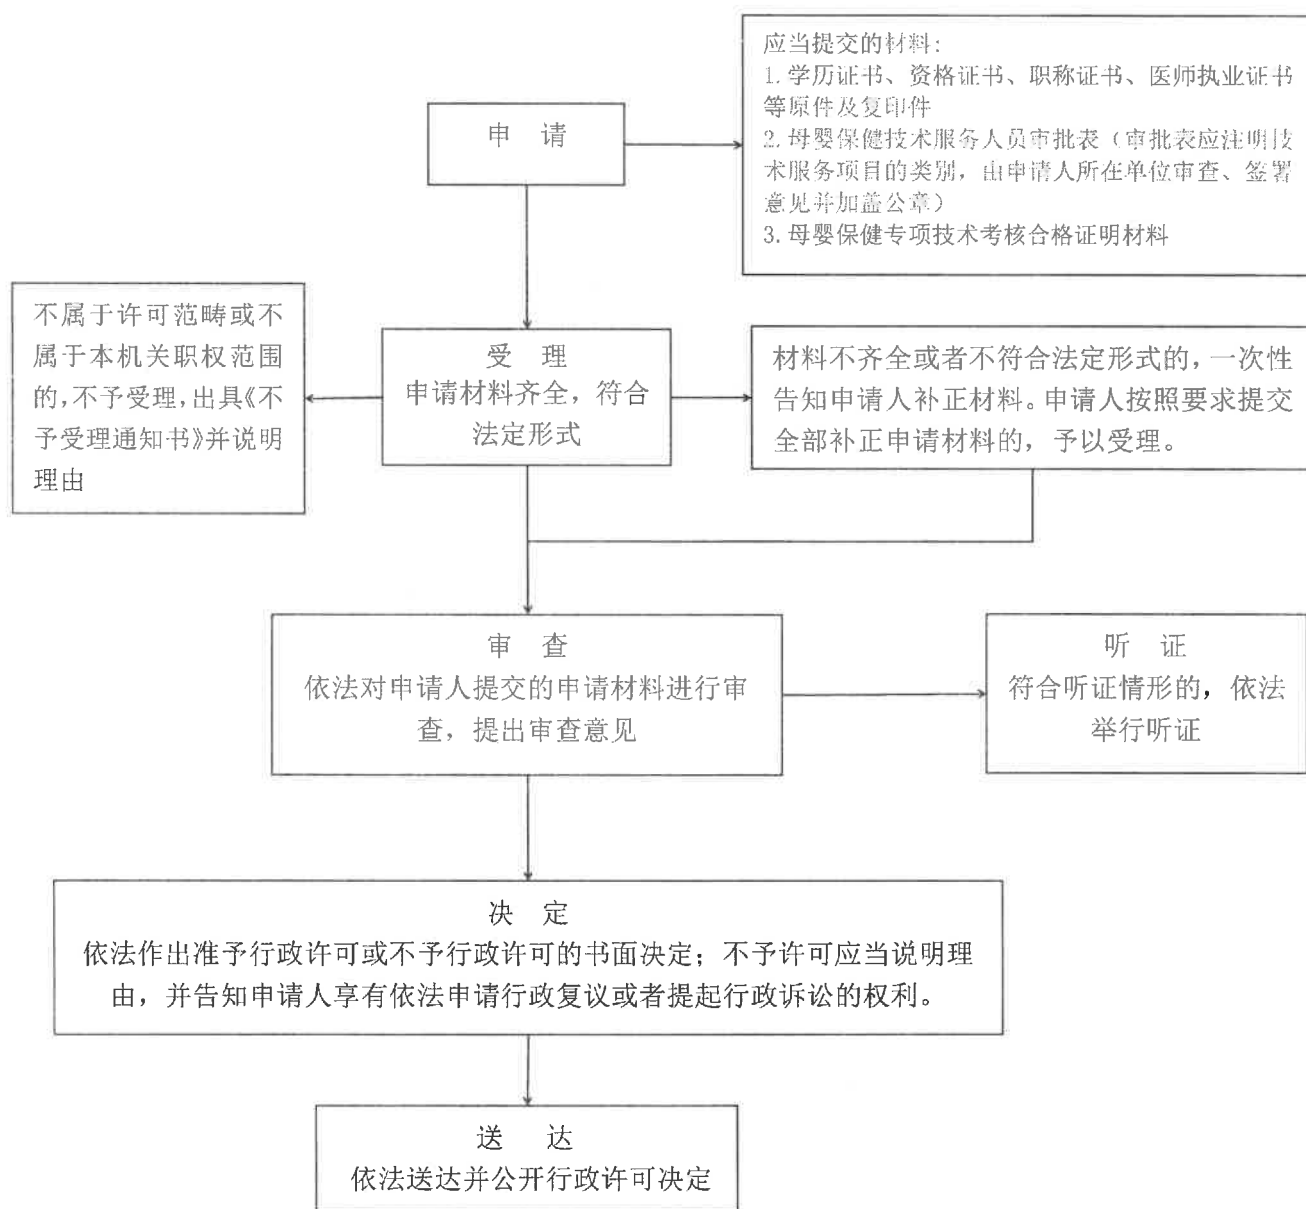 应当提交的材料:
1.学历证书、资格证书、职称证书、医师执业证书
等原件及复印件
2.母婴保健技术服务人员审批表（审批表应注明技
术服务项目的类别，由申请人所在单位审查、签署
意见并加盖公章）
3.母婴保健专项技术考核合格证明材料
申 请
不属于许可范畴或不
属于本机关职权范围
的,不予受理,出具《不
予受理通知书》并说明
理由
受 理
申请材料齐全，符合
法定形式
材料不齐全或者不符合法定形式的，一次性
告知申请人补正材料。申请人按照要求提交
全部补正申请材料的，予以受理。
审 查
依法对申请人提交的申请材料进行审
查，提出审查意见
听 证
符合听证情形的，依法
举行听证
决 定
依法作出准予行政许可或不予行政许可的书面决定；不予许可应当说明理
由，并告知申请人享有依法申请行政复议或者提起行政诉讼的权利。
送 达
依法送达并公开行政许可决定